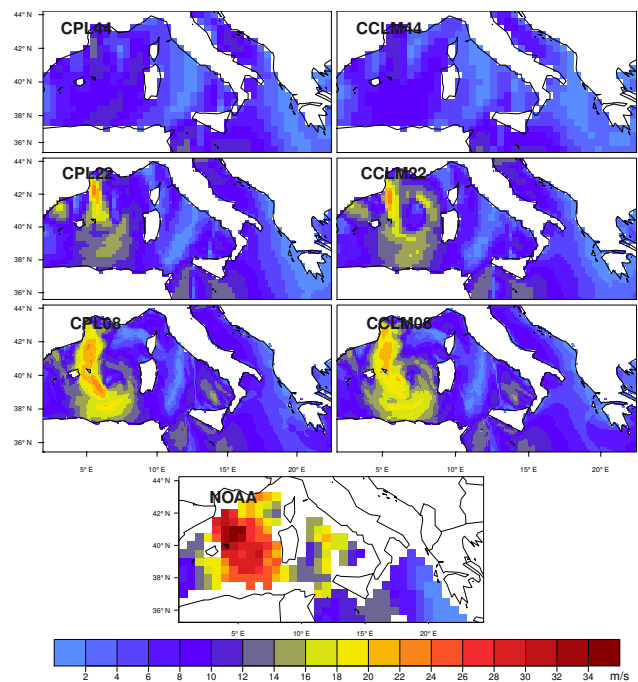 CPL44 CCLM44
44° N
42° N
40° N
38° N
36° N
CPL22 CCLM22
44° N
42° N
40° N
38° N
36° N
CPL08 CCLM08
44° N
42° N
40° N
38° N
36° N
5° E 10° E 15° E 20° E 5° E 10° E 15° E 20° E
NOAA
44° N
42° N
40° N
38° N
36° N
5° E 10° E 15° E 20° E
2 4 6 8 10 12 14 16 18 20 22 24 26 28 30 32 34 m/s